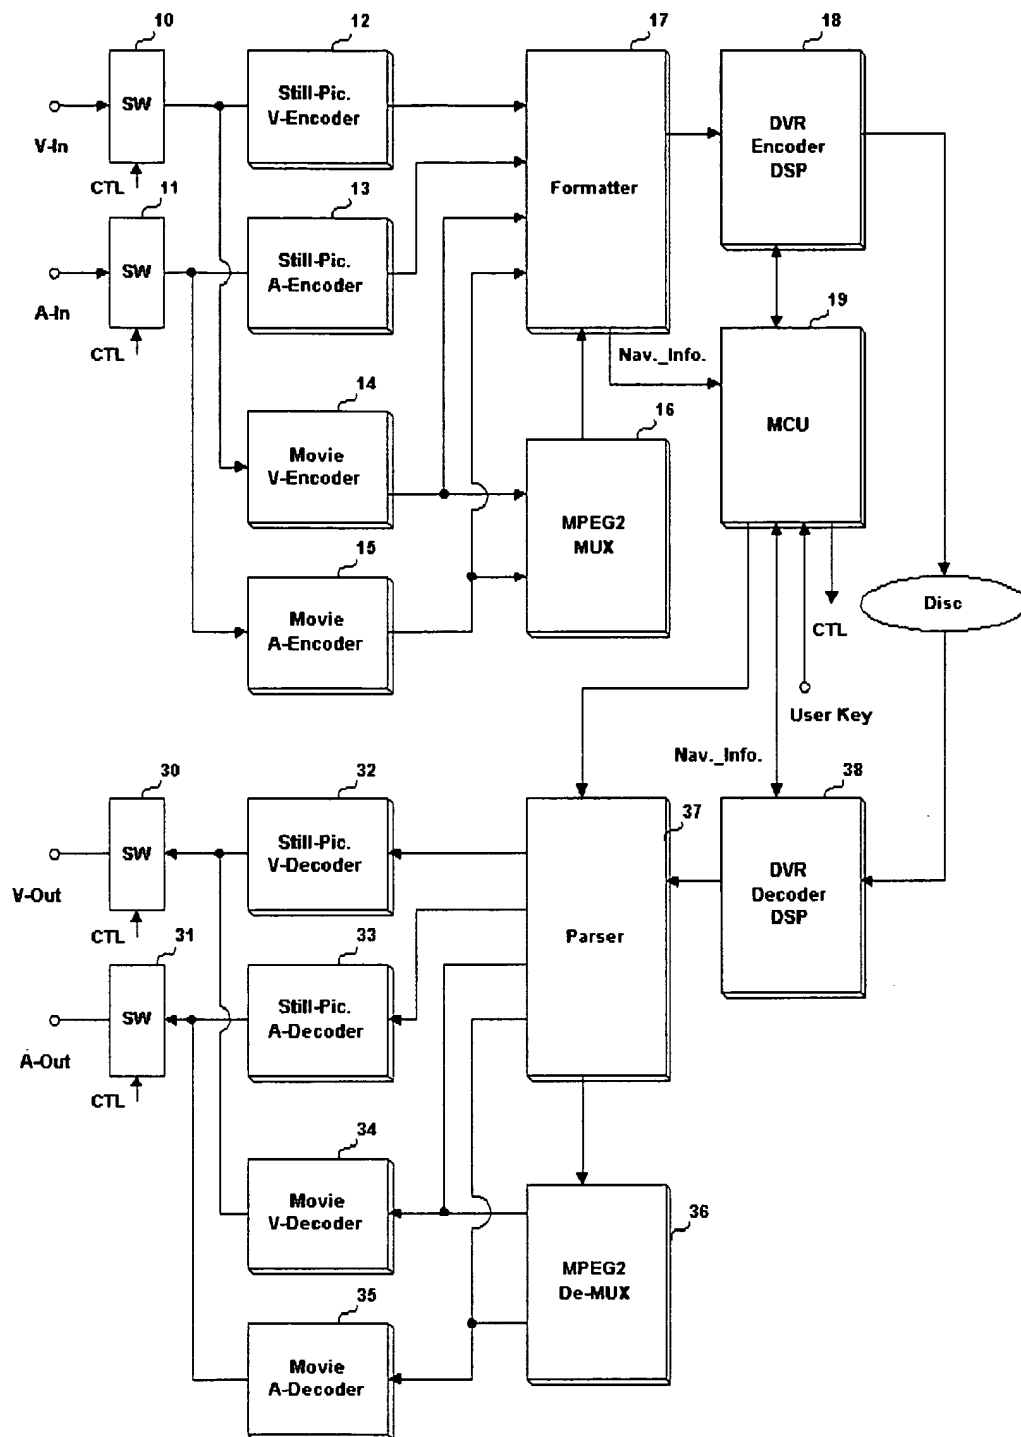 10
12
17
18
SW
Still-Pic.
V-Encoder
V-In
CTL
DVR
Encoder
DSP
Formatter
11
13
SW
Still-Pic.
A-Encoder
A-In
CTL
19
Nav._Info.
MCU
14
16
Movie
V-Encoder
MPEG2
MUX
15
Movie
A-Encoder
Disc
CTL
User Key
Nav._Info.
30
32
37
38
SW
Still-Pic.
V-Decoder
V-Out
CTL
DVR
Decoder
DSP
Parser
31
33
SW
Still-Pic.
A-Decoder
A-Out
CTL
34
36
Movie
V-Decoder
MPEG2
De-MUX
35
Movie
A-Decoder